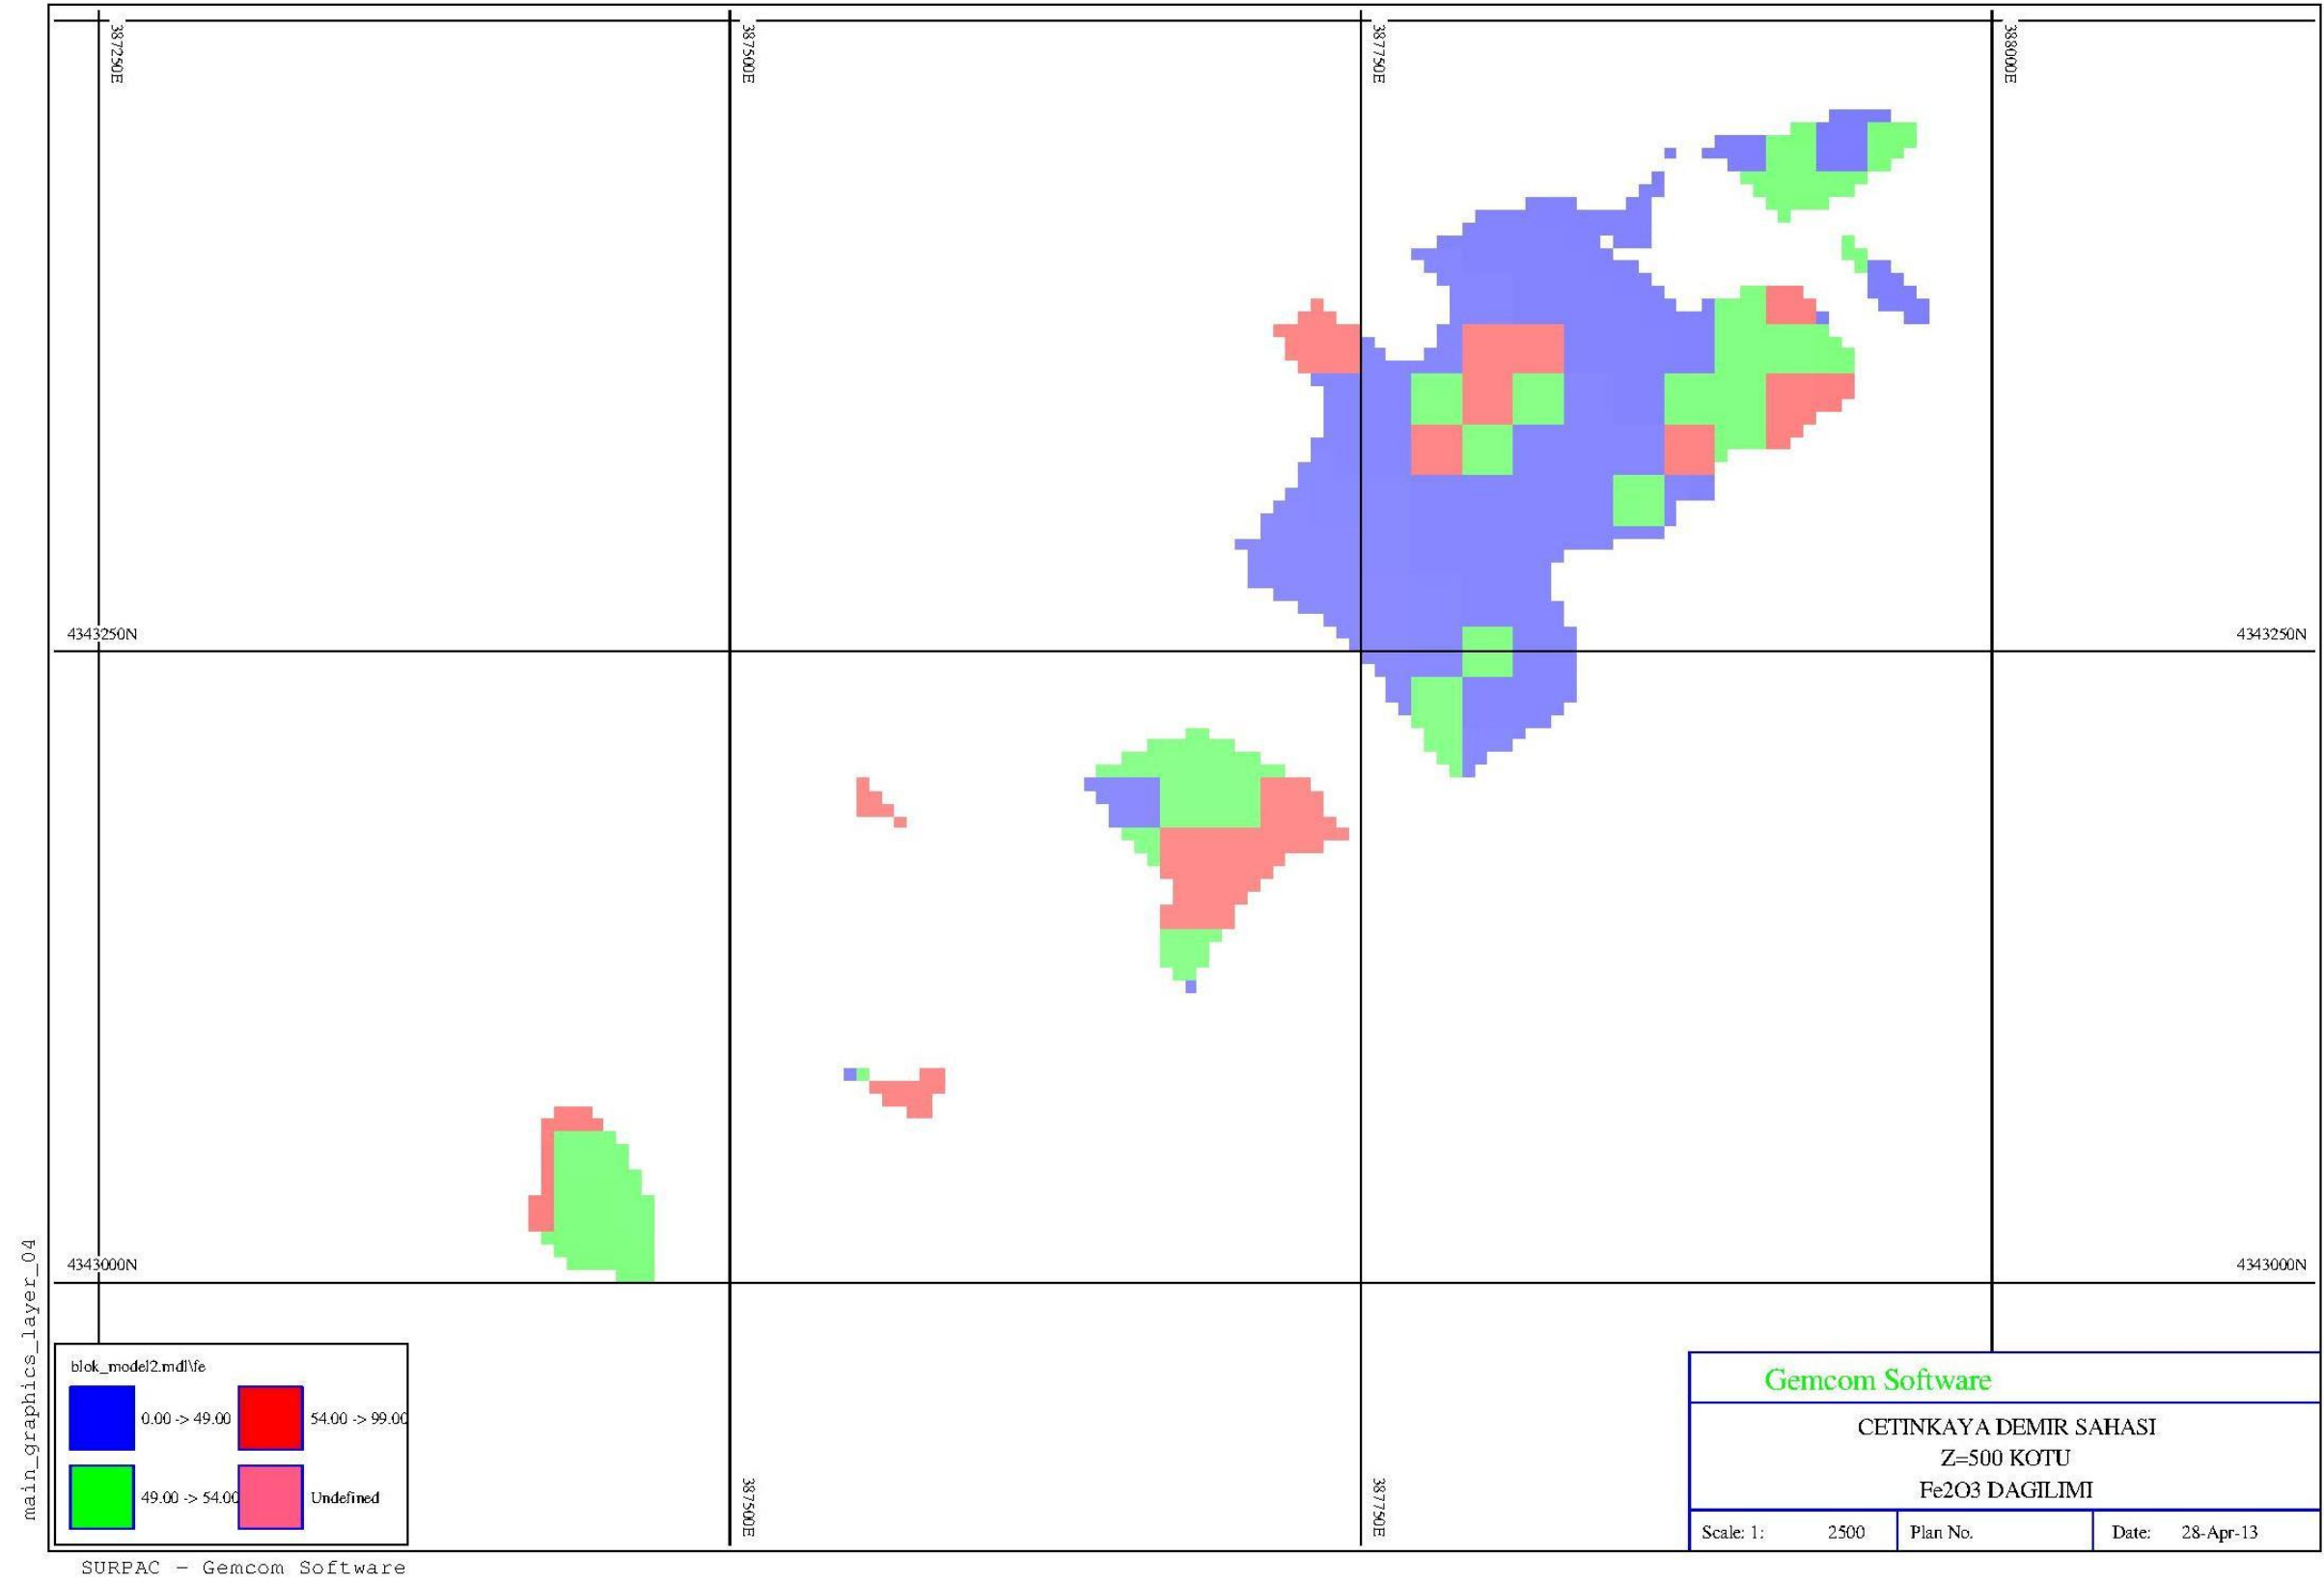 387250E
387500E
387750E
388000E
4343250N
4343250N
4343000N
4343000N
main_graphics_layer_04
blok_model2.mdl\fe
0.00 -> 49.00
54.00 -> 99.00
49.00 -> 54.00
Undefined
387500E
387750E
Gemcom Software
CETINKAYA DEMIR SAHASI
Z=500 KOTU
Fe2O3 DAGILIMI
Scale: 1: 2500 Plan No. Date: 28-Apr-13
SURPAC - Gemcom Software